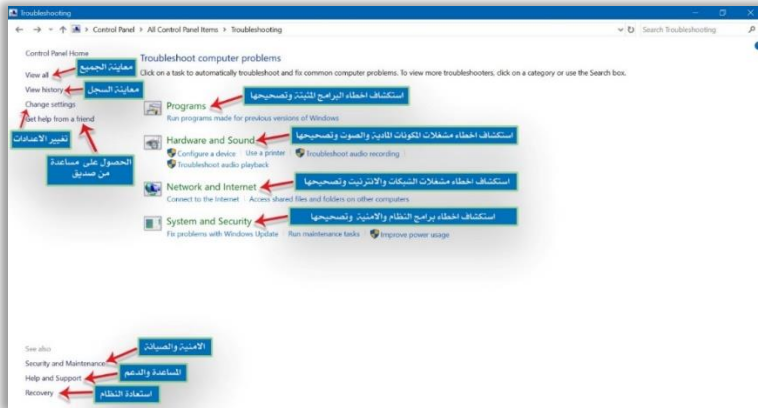 Troubleshooting
Control Panel > All Control Panel Items > Troubleshooting
Search Troubleshooting
Control Panel Home
View all
معاينة الجميع
View history
معاينة السجل
Change settings
Get help from a friend
تغيير الاعدادات
الحصول على مساعدة
من صديق
Troubleshoot computer problems
Click on a task to automatically troubleshoot and fix common computer problems. To view more troubleshooters, click on a category or use the Search box.
Programs
استكشاف اخطاء البرامج المثبتة وتصحيحها
Run programs made for previous versions of Windows
Hardware and Sound
استكشاف اخطاء مشغلات المكونات المادية والصوت وتصحيحها
Configure a device Use a printer Troubleshoot audio recording
Troubleshoot audio playback
Network and Internet
استكشاف اخطاء مشغلات الشبكات والانترنيت وتصحيحها
Connect to the Internet Access shared files and folders on other computers
System and Security
استكشاف اخطاء برامج النظام والامنية وتصحيحها
Fix problems with Windows Update Run maintenance tasks Improve power usage
See also
الامنية والصيانة
Security and Maintenance
Help and Support
المساعدة والدعم
Recovery
استعادة النظام